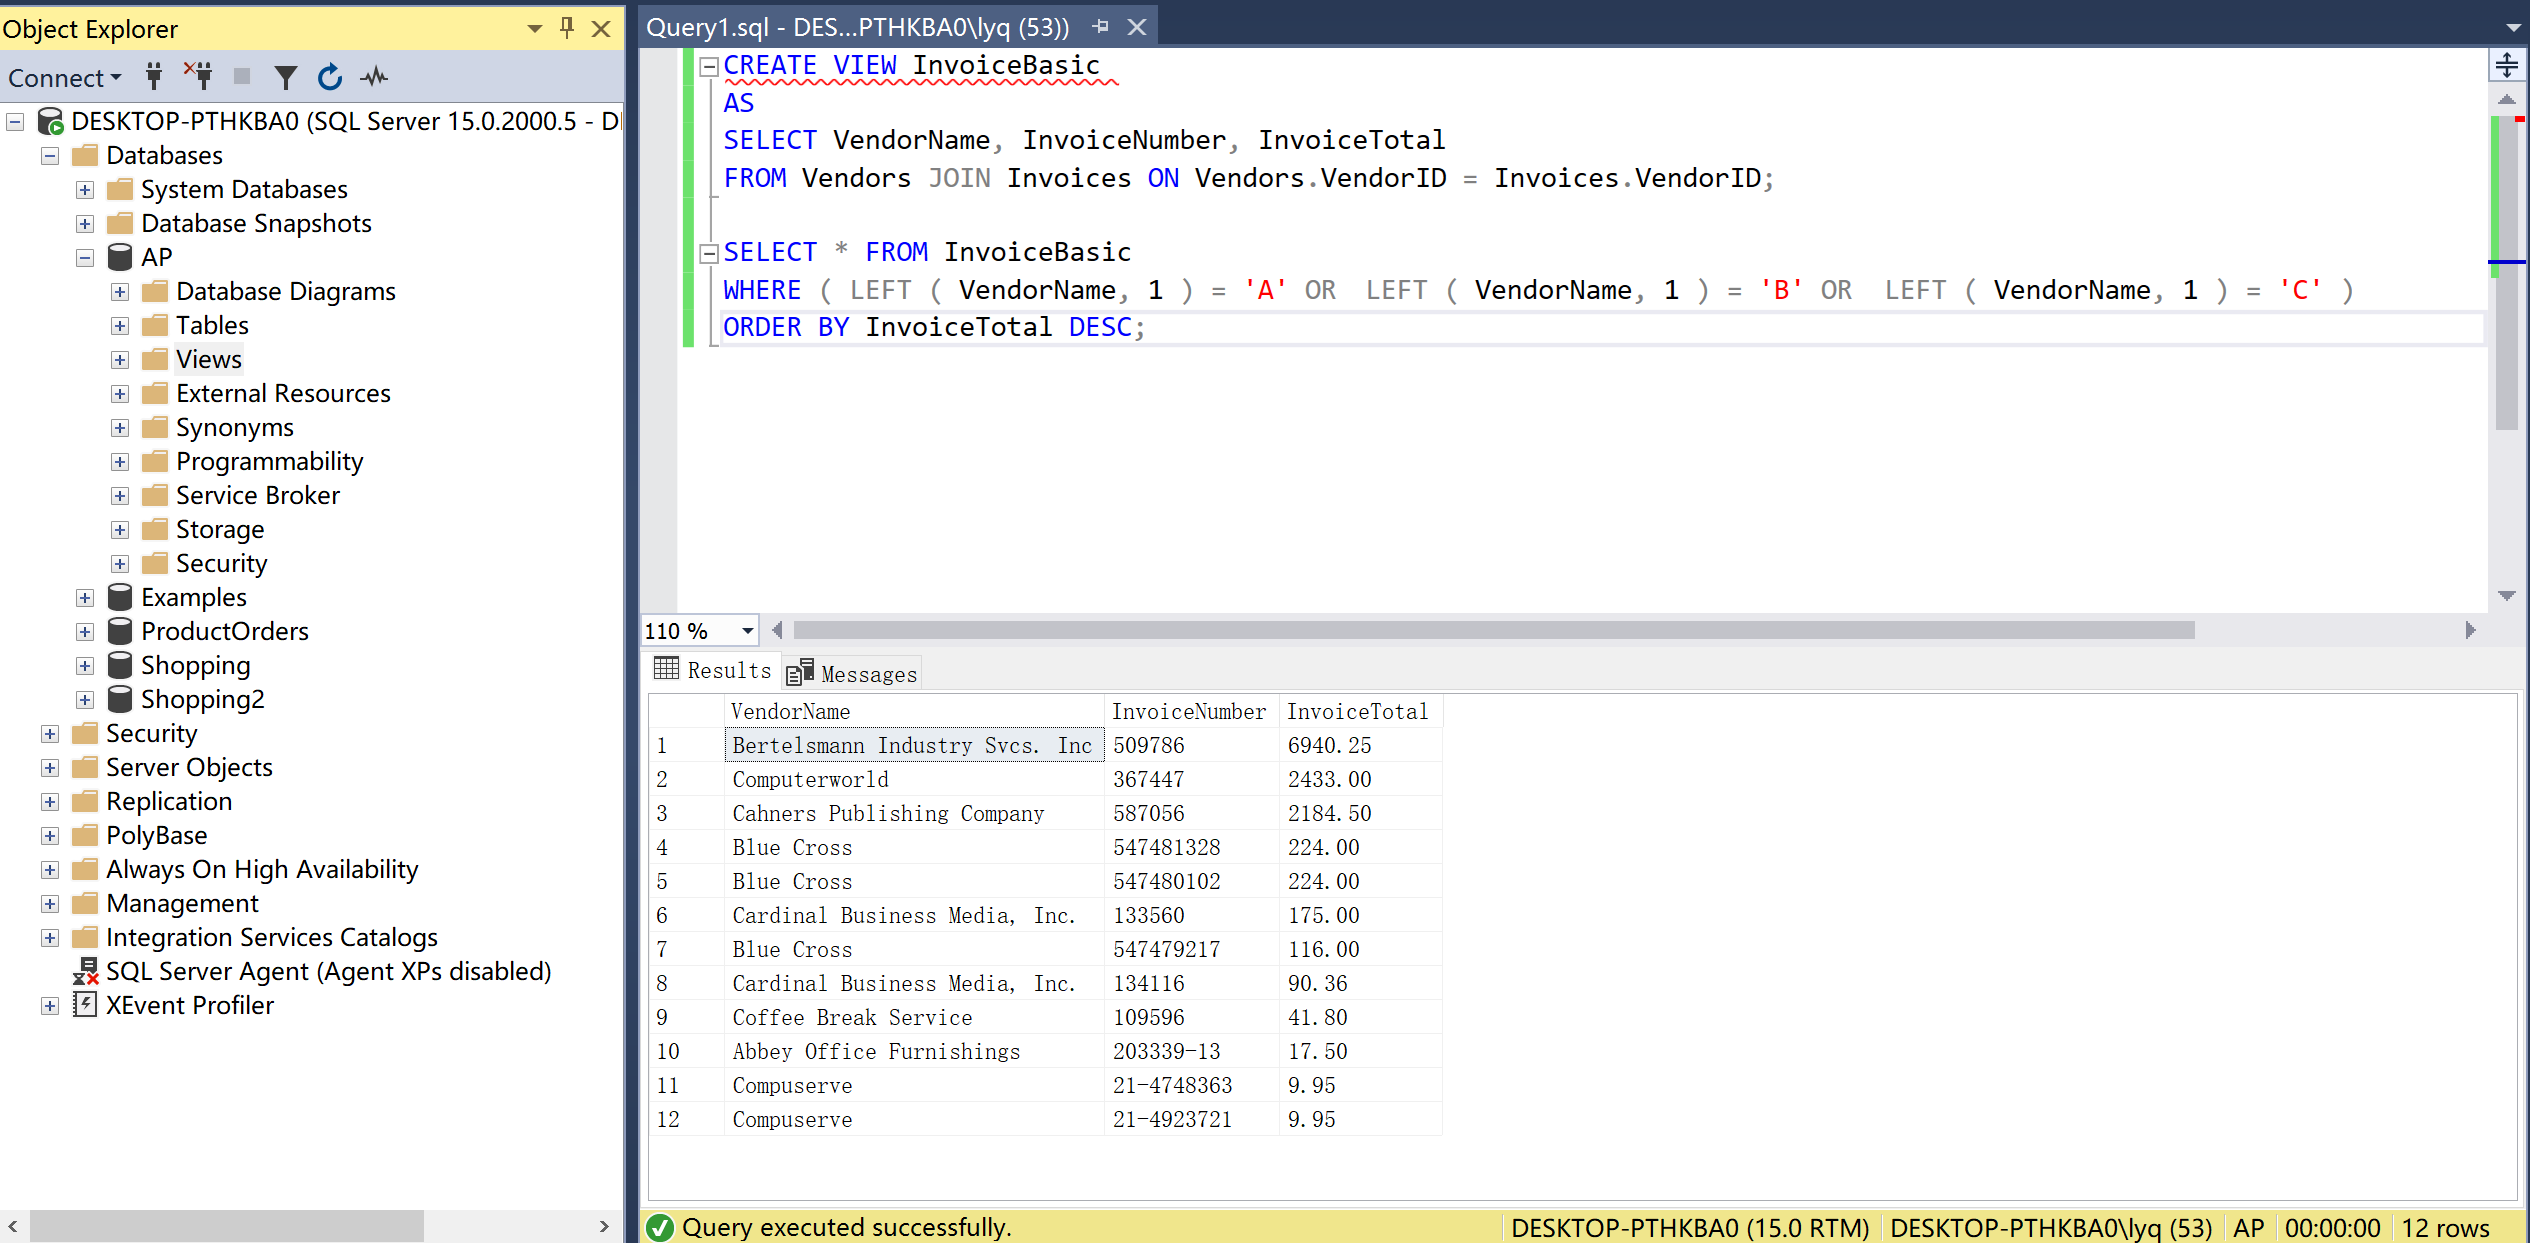 Object Explorer
Connect
DESKTOP-PTHKBA0 (SQL Server 15.0.2000.5 - D
Databases
System Databases
Database Snapshots
AP
Database Diagrams
Tables
Views
External Resources
Synonyms
Programmability
Service Broker
Storage
Security
Examples
ProductOrders
Shopping
Shopping2
Security
Server Objects
Replication
PolyBase
Always On High Availability
Management
Integration Services Catalogs
SQL Server Agent (Agent XPs disabled)
XEvent Profiler
Query1.sql - DES...PTHKBA0\lyq (53))
CREATE VIEW InvoiceBasic
AS
SELECT VendorName, InvoiceNumber, InvoiceTotal
FROM Vendors JOIN Invoices ON Vendors.VendorID = Invoices.VendorID;
SELECT * FROM InvoiceBasic
WHERE ( LEFT ( VendorName, 1 ) = 'A' OR  LEFT ( VendorName, 1 ) = 'B' OR  LEFT ( VendorName, 1 ) = 'C' )
ORDER BY InvoiceTotal DESC;
110 %
Results Messages
VendorName InvoiceNumber InvoiceTotal
1 Bertelsmann Industry Svcs. Inc 509786 6940.25
2 Computerworld 367447 2433.00
3 Cahners Publishing Company 587056 2184.50
4 Blue Cross 547481328 224.00
5 Blue Cross 547480102 224.00
6 Cardinal Business Media, Inc. 133560 175.00
7 Blue Cross 547479217 116.00
8 Cardinal Business Media, Inc. 134116 90.36
9 Coffee Break Service 109596 41.80
10 Abbey Office Furnishings 203339-13 17.50
11 Compuserve 21-4748363 9.95
12 Compuserve 21-4923721 9.95
Query executed successfully. DESKTOP-PTHKBA0 (15.0 RTM) DESKTOP-PTHKBA0\lyq (53) AP 00:00:00 12 rows